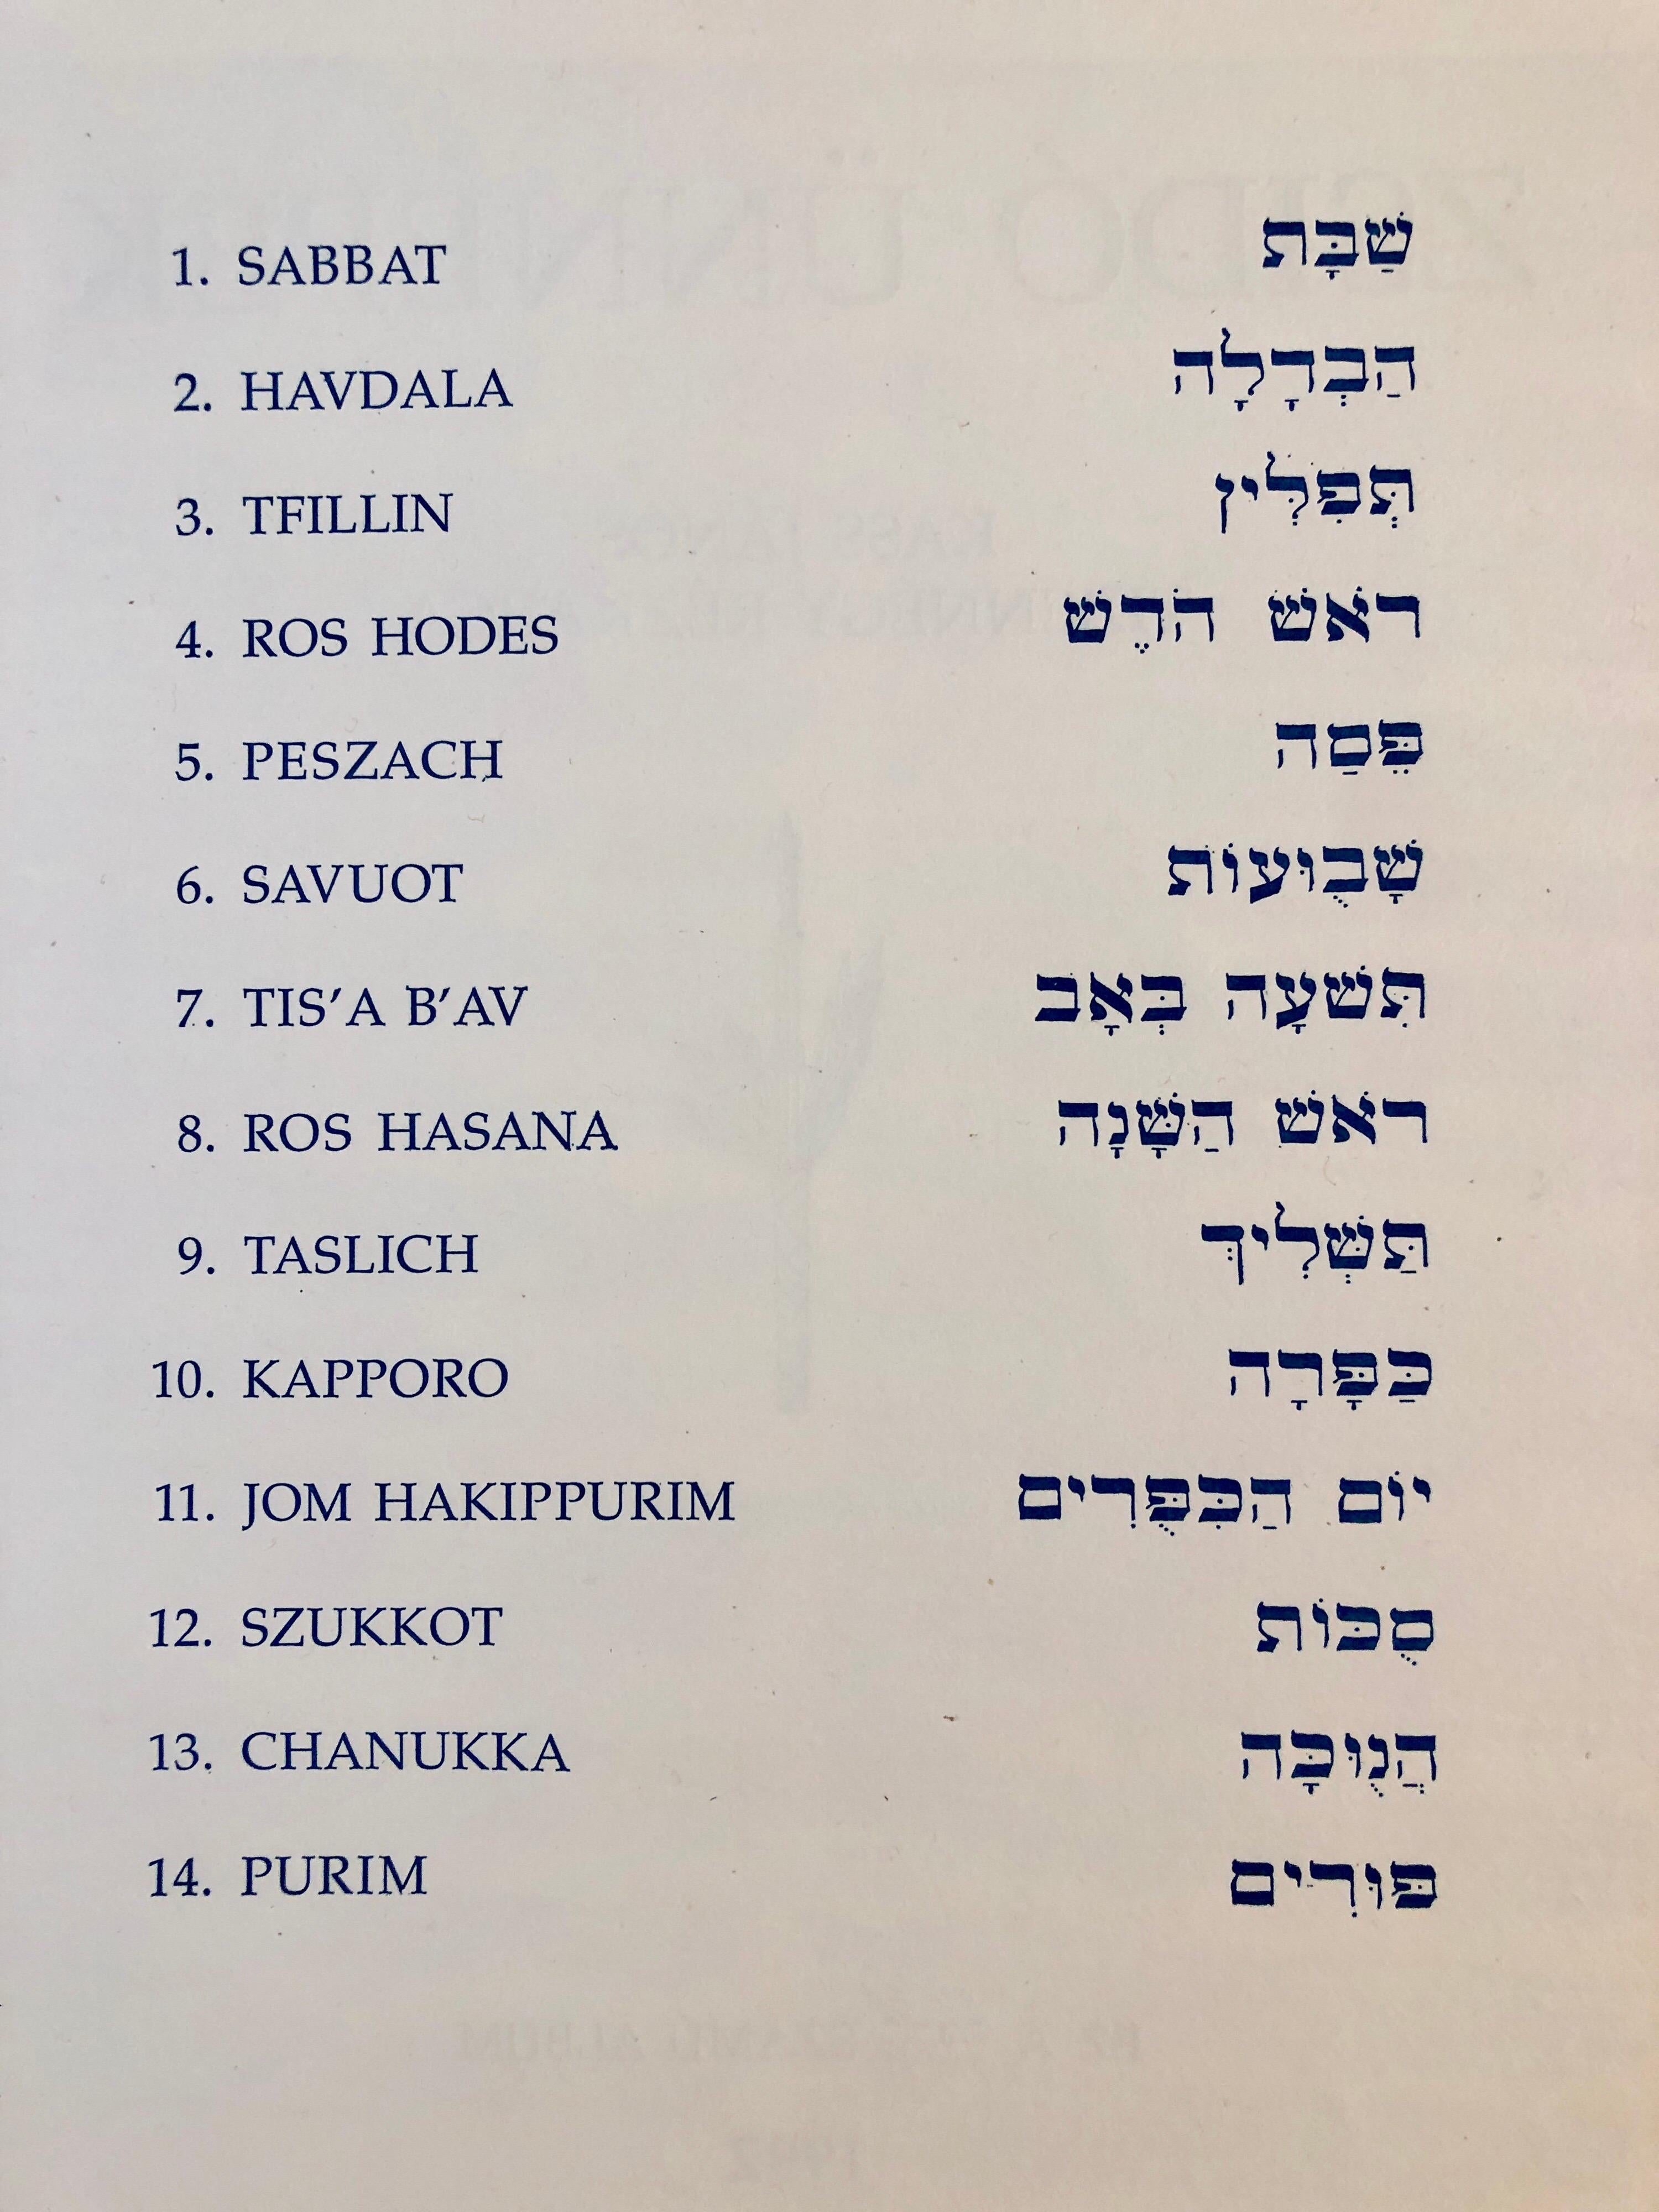 1. SABBAT שַׁבָּת
2. HAVDALA הַבְדָלָה
3. TFILLIN תְּפִלִּין
4. ROS HODES רֹאשׁ הֹדֶשׁ
5. PESZACH פֵּסַה
6. SAVUOT שָׁבֻוּעוֹת
7. TIS’A B’AV תִּשׁעָה בְּאָב
8. ROS HASANA רֹאשׁ הַשָּׁנָה
9. TASLICH תַּשְּׁלְיךְ
10. KAPPORO כַּפָּרָה
11. JOM HAKIPPURIM יוֹם הַכִּפֻּרִים
12. SZUKKOT סֻכּוֹת
13. CHANUKKA הֲנֻוּכָּה
14. PURIM פּוּרִים